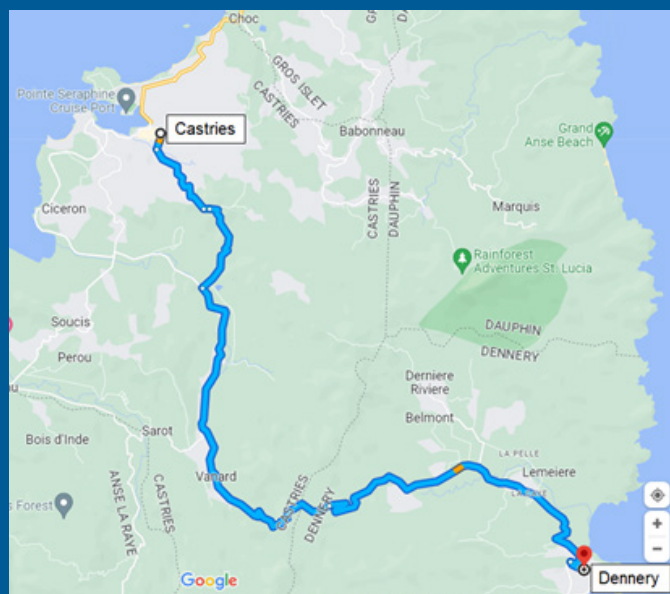 Choc
Pointe Seraphine
Cruise Port
GROS ISLET
CASTRIES
Castries
Babonneau
Grand
Anse Beach
CASTRIES
DAUPHIN
Marquis
Ciceron
Rainforest
Adventures St. Lucia
Soucis
DAUPHIN
DENNERY
Perou
Derniere
Riviere
Belmont
Bois d'Inde
Sarot
LA PELLE
Vanard
Lemeiere
ANSE LA RAYE
CASTRIES
CASTRIES
DENNERY
Forest
Google
Dennery